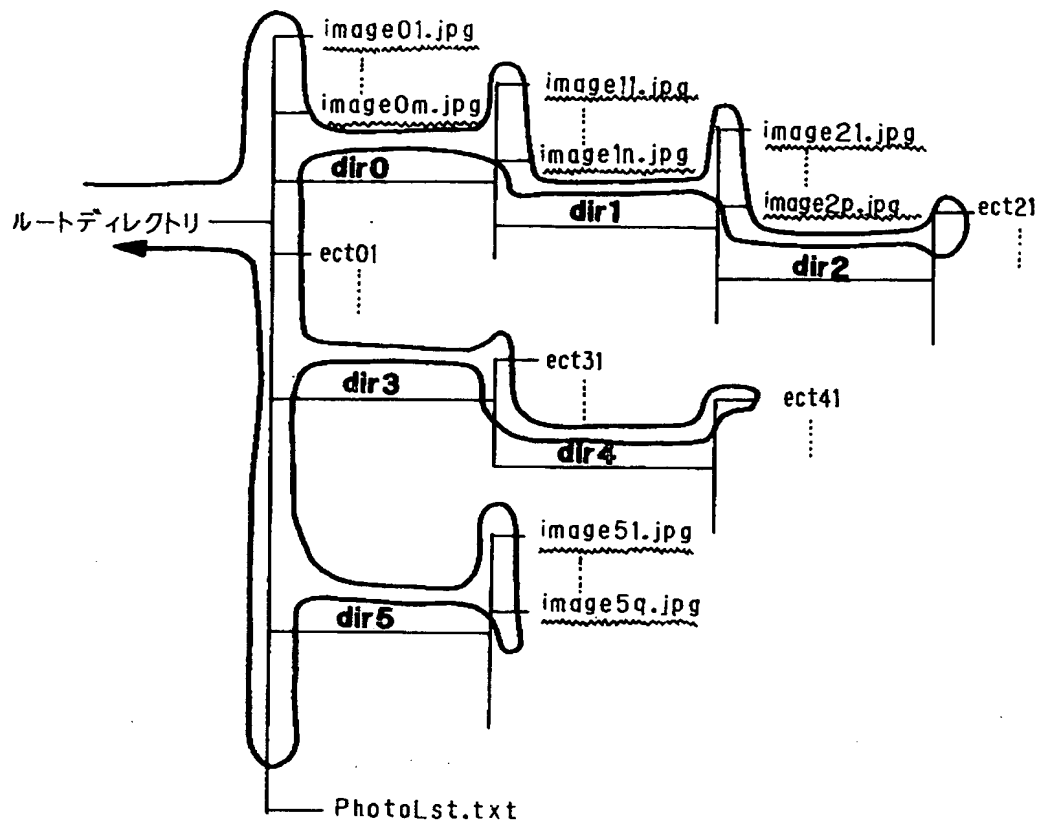 image01.jpg
image0m.jpg
image11.jpg
image1n.jpg
image21.jpg
image2p.jpg
dir0
dir1
ルートディレクトリ
ect21
ect01
dir2
ect31
dir3
ect41
dir4
image51.jpg
image5q.jpg
dir5
PhotoLst.txt